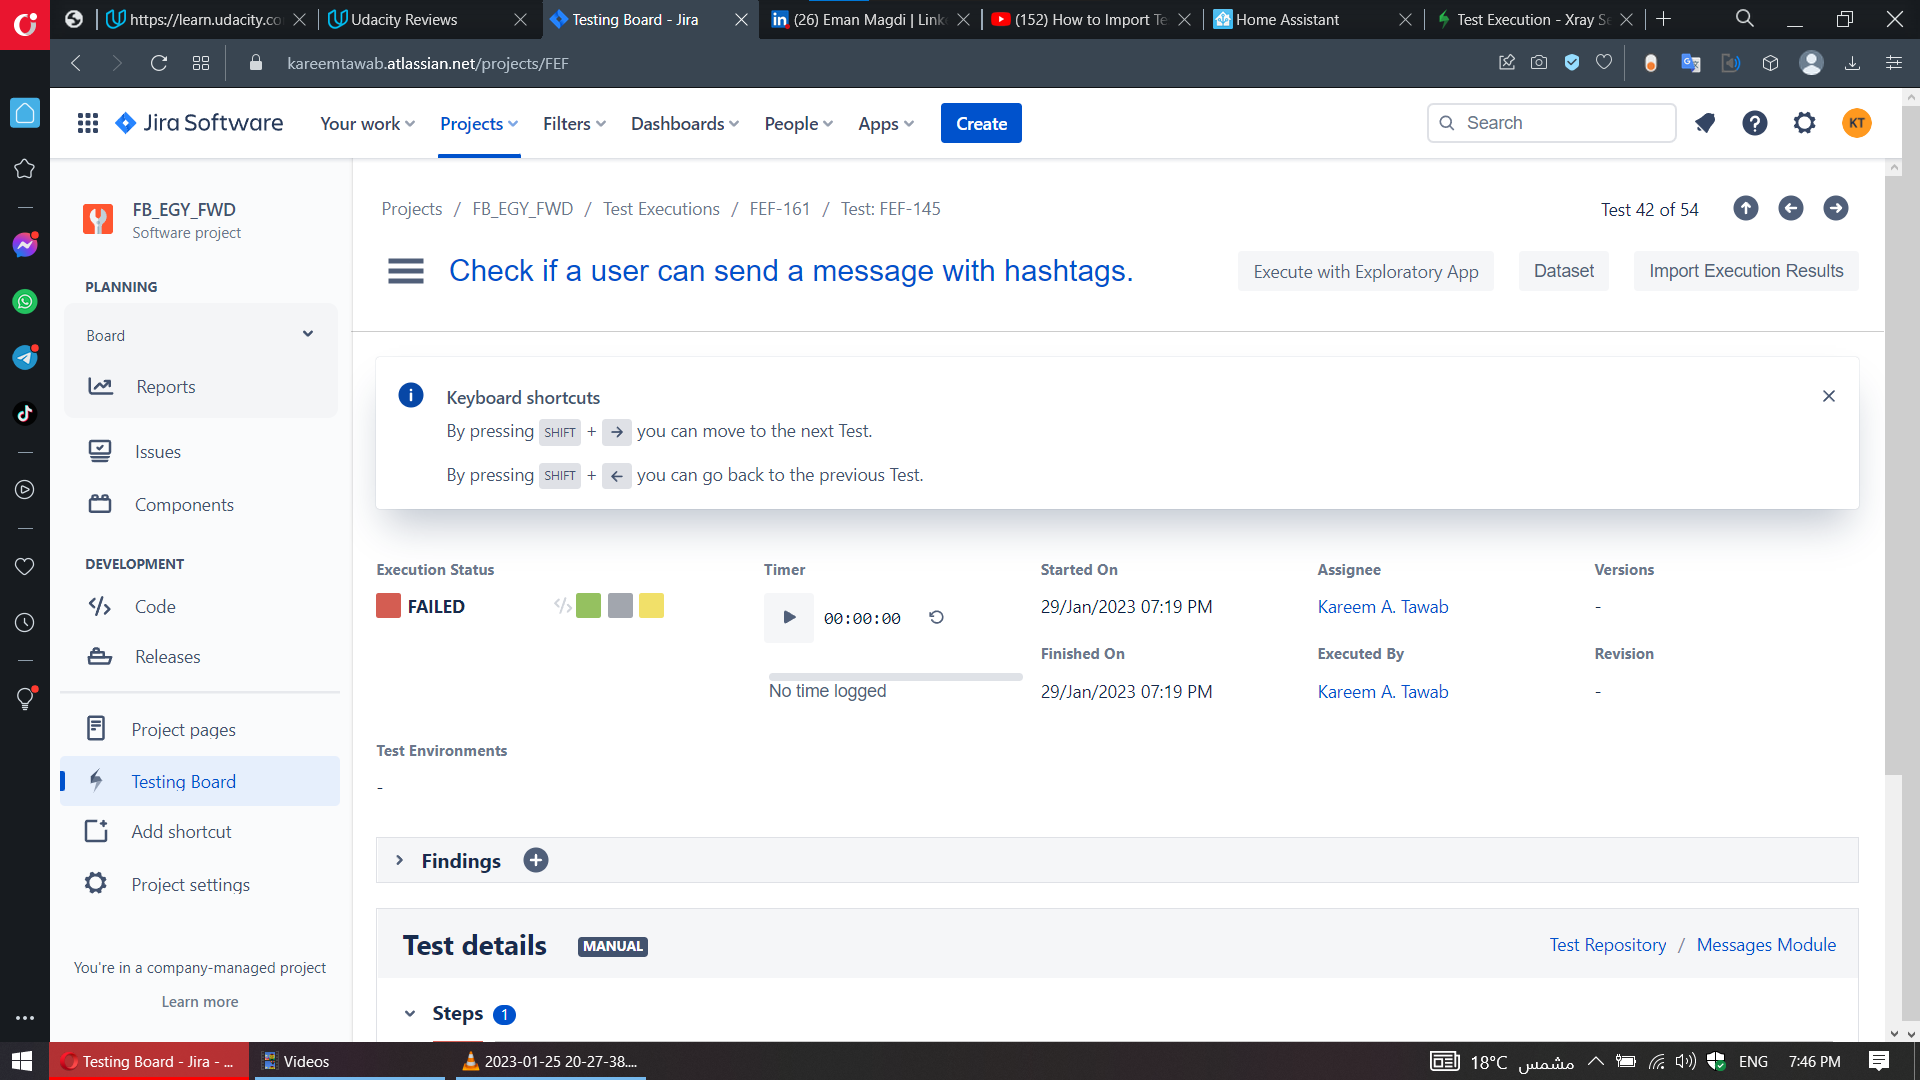 https://learn.udacity.co
Udacity Reviews
Testing Board - Jira
(26) Eman Magdi | Link
(152) How to Import Te
Home Assistant
Test Execution - Xray Se
kareemtawab.atlassian.net/projects/FEF
Jira Software
Your work
Projects
Filters
Dashboards
People
Apps
Create
Search
KT
FB_EGY_FWD
Software project
PLANNING
Board
Reports
Issues
Components
DEVELOPMENT
Code
Releases
Project pages
Testing Board
Add shortcut
Project settings
You're in a company-managed project
Learn more
Projects / FB_EGY_FWD / Test Executions / FEF-161 / Test: FEF-145
Test 42 of 54
Check if a user can send a message with hashtags.
Execute with Exploratory App
Dataset
Import Execution Results
Keyboard shortcuts
By pressing SHIFT + → you can move to the next Test.
By pressing SHIFT + ← you can go back to the previous Test.
Execution Status
FAILED
Timer
00:00:00
No time logged
Started On
29/Jan/2023 07:19 PM
Finished On
29/Jan/2023 07:19 PM
Assignee
Kareem A. Tawab
Executed By
Kareem A. Tawab
Versions
-
Revision
-
Test Environments
-
Findings
Test details MANUAL
Test Repository / Messages Module
Steps 1
Testing Board - Jira - ...
Videos
2023-01-25 20-27-38....
18°C مشمس
ENG
7:46 PM